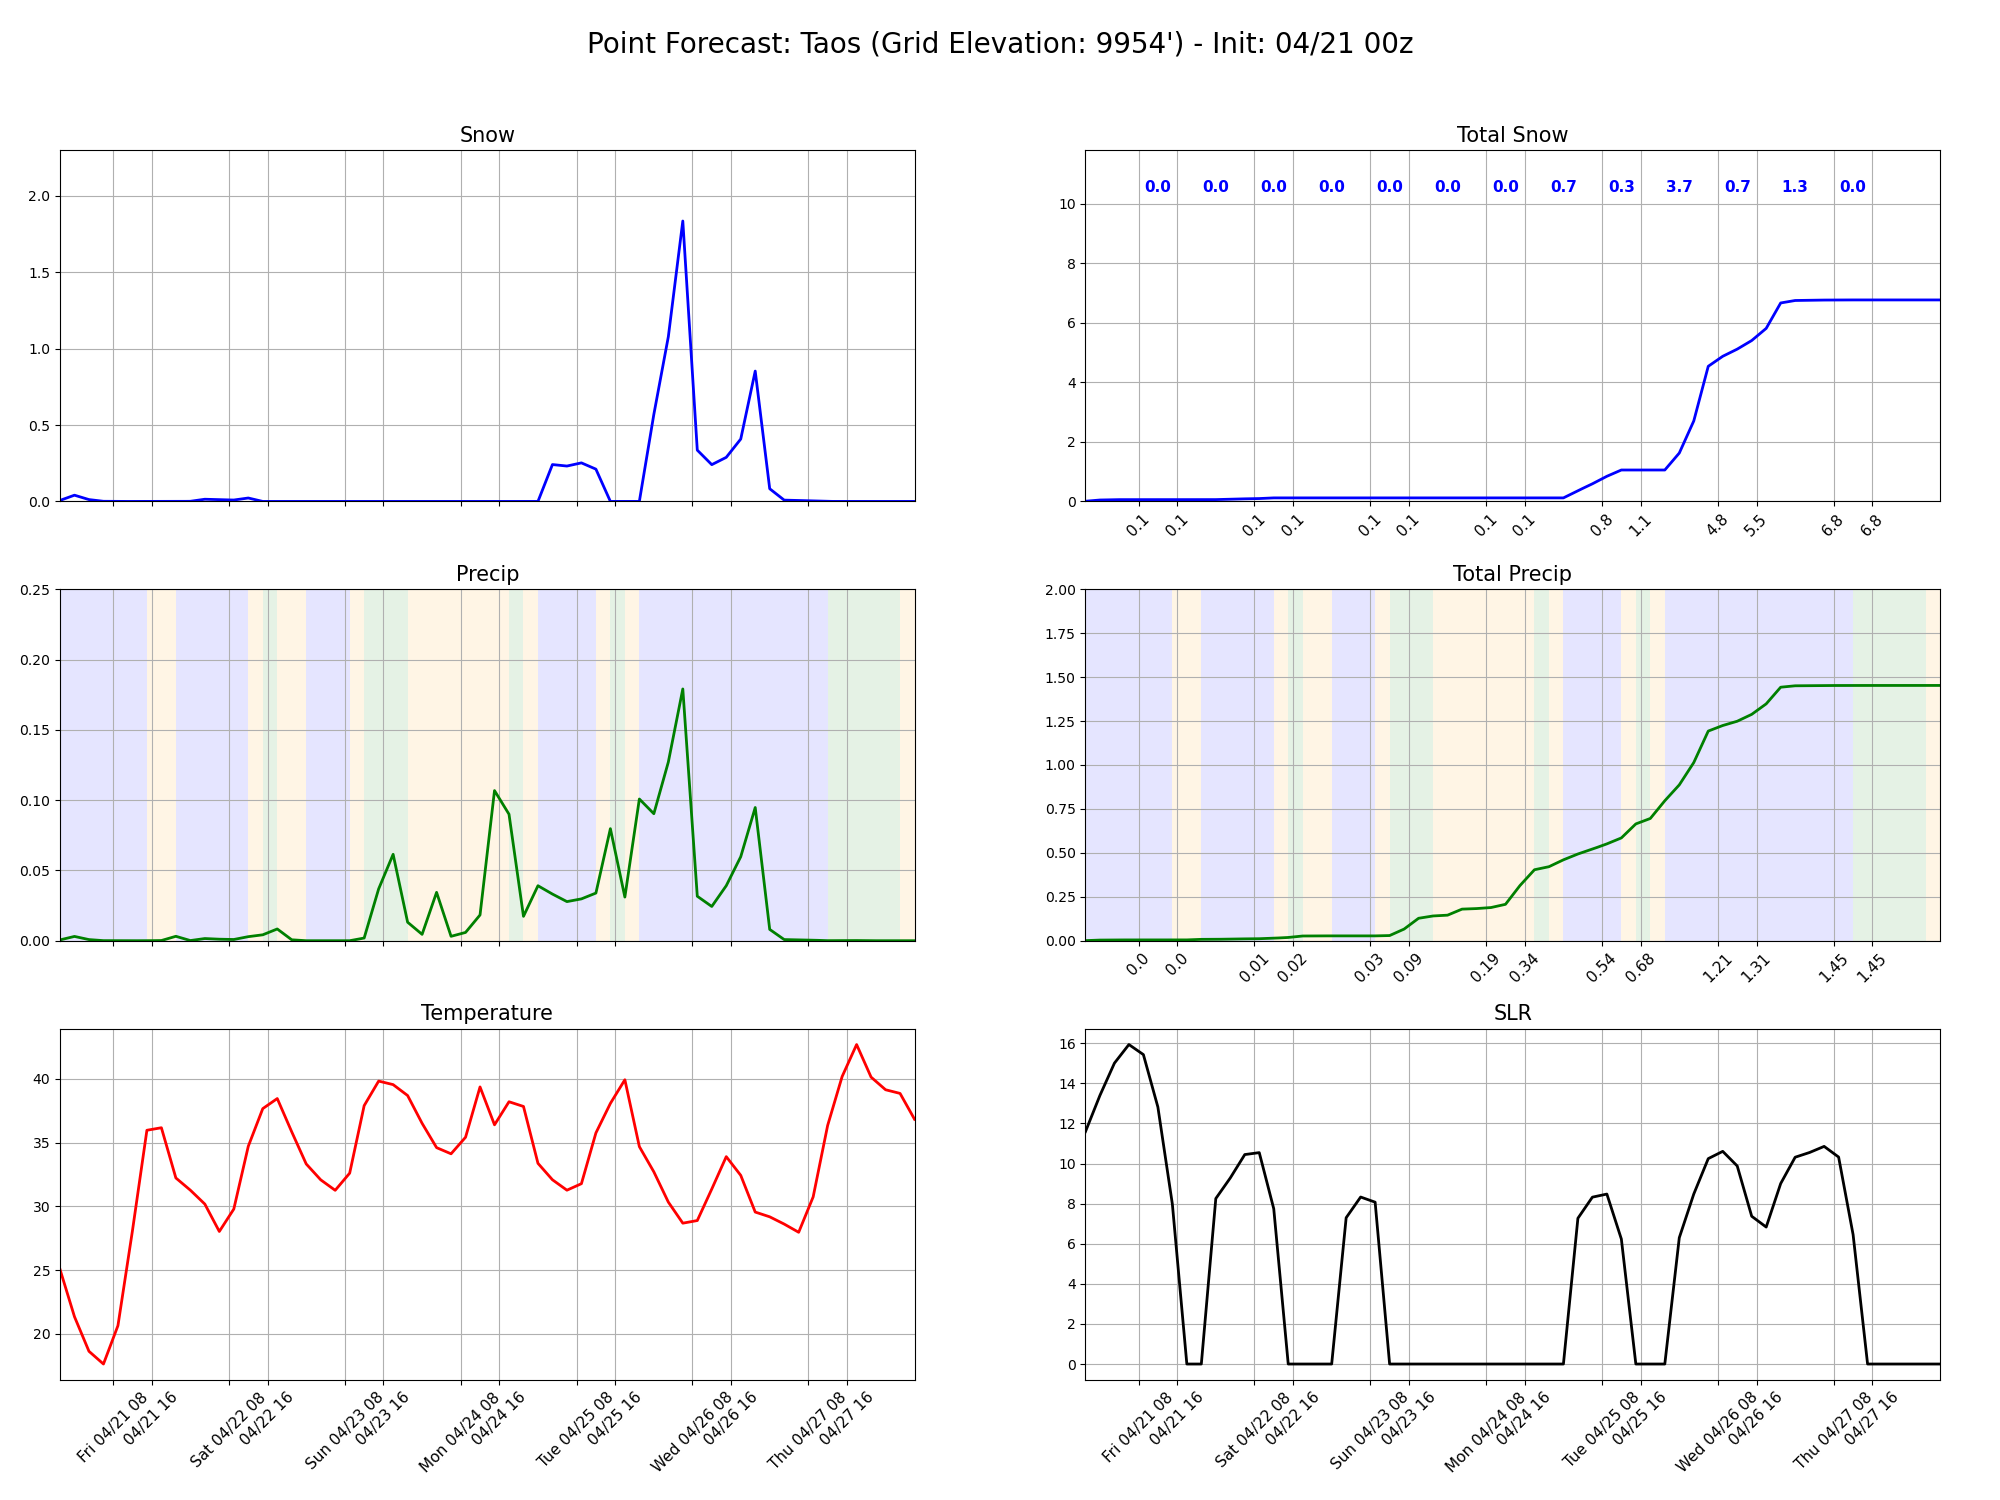 Point Forecast: Taos (Grid Elevation: 9954') - Init: 04/21 00z
Snow
2.0
1.5
1.0
0.5
0.0
Total Snow
0.0 0.0 0.0 0.0 0.0 0.0 0.0 0.7 0.3 3.7 0.7 1.3 0.0
10
8
6
4
2
0
0.1 0.1 0.1 0.1 0.1 0.1 0.1 0.1 0.8 1.1 4.8 5.5 6.8 6.8
Precip
0.25
0.20
0.15
0.10
0.05
0.00
Total Precip
2.00
1.75
1.50
1.25
1.00
0.75
0.50
0.25
0.00
0.0 0.0 0.01 0.02 0.03 0.09 0.19 0.34 0.54 0.68 1.21 1.31 1.45 1.45
Temperature
40
35
30
25
20
Fri 04/21 08
04/21 16
Sat 04/22 08
04/22 16
Sun 04/23 08
04/23 16
Mon 04/24 08
04/24 16
Tue 04/25 08
04/25 16
Wed 04/26 08
04/26 16
Thu 04/27 08
04/27 16
SLR
16
14
12
10
8
6
4
2
0
Fri 04/21 08
04/21 16
Sat 04/22 08
04/22 16
Sun 04/23 08
04/23 16
Mon 04/24 08
04/24 16
Tue 04/25 08
04/25 16
Wed 04/26 08
04/26 16
Thu 04/27 08
04/27 16